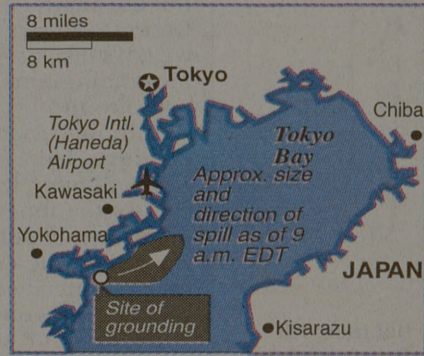 8 miles
8 km
Tokyo
Chiba
Tokyo Intl.
(Haneda)
Airport
Tokyo
Bay
Approx. size
and
direction of
spill as of 9
a.m. EDT
Kawasaki
Yokohama
JAPAN
Site of
grounding
Kisarazu